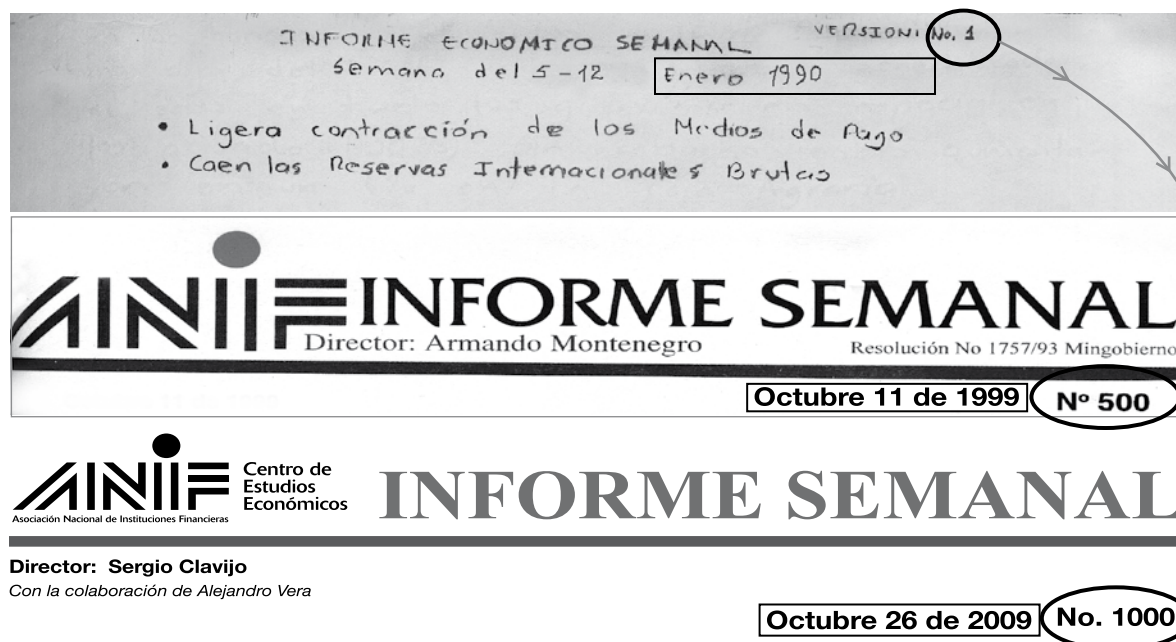 INFORME ECONOMICO SEMANAL VERSION: No. 1
Semana del 5-12 Enero 1990
• Ligera contracción de los Medios de Pago
• Caen las Reservas Internacionales Brutas
ANIF INFORME SEMANAL
Director: Armando Montenegro Resolución No 1757/93 Mingobierno
Octubre 11 de 1999 Nº 500
ANIF
Asociación Nacional de Instituciones Financieras
Centro de
Estudios
Económicos
INFORME SEMANAL
Director: Sergio Clavijo
Con la colaboración de Alejandro Vera
Octubre 26 de 2009 No. 1000